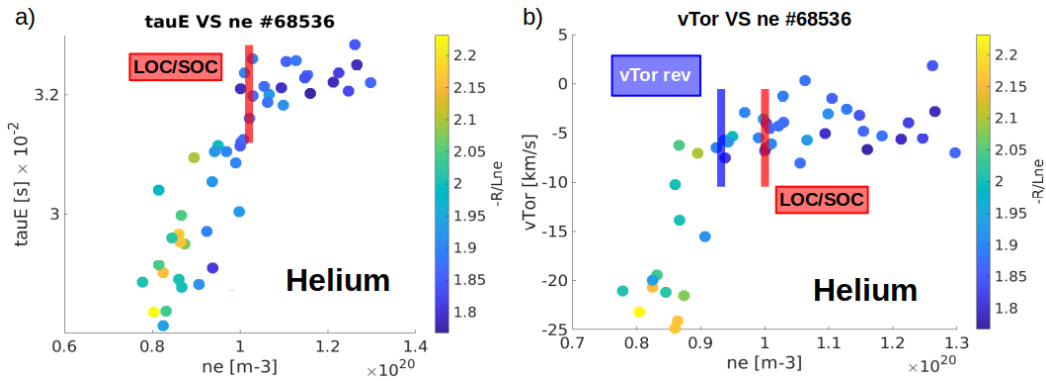 a)
tauE VS ne #68536
LOC/SOC
Helium
tauE [s] × 10^-2
3.2
3
0.6
0.8
1
1.2
1.4
ne [m-3]
×10^20
2.2
2.15
2.1
2.05
2
1.95
1.9
1.85
1.8
-R/Lne
b)
vTor VS ne #68536
vTor rev
LOC/SOC
Helium
vTor [km/s]
5
0
-5
-10
-15
-20
-25
0.7
0.8
0.9
1
1.1
1.2
1.3
ne [m-3]
×10^20
2.2
2.15
2.1
2.05
2
1.95
1.9
1.85
1.8
-R/Lne